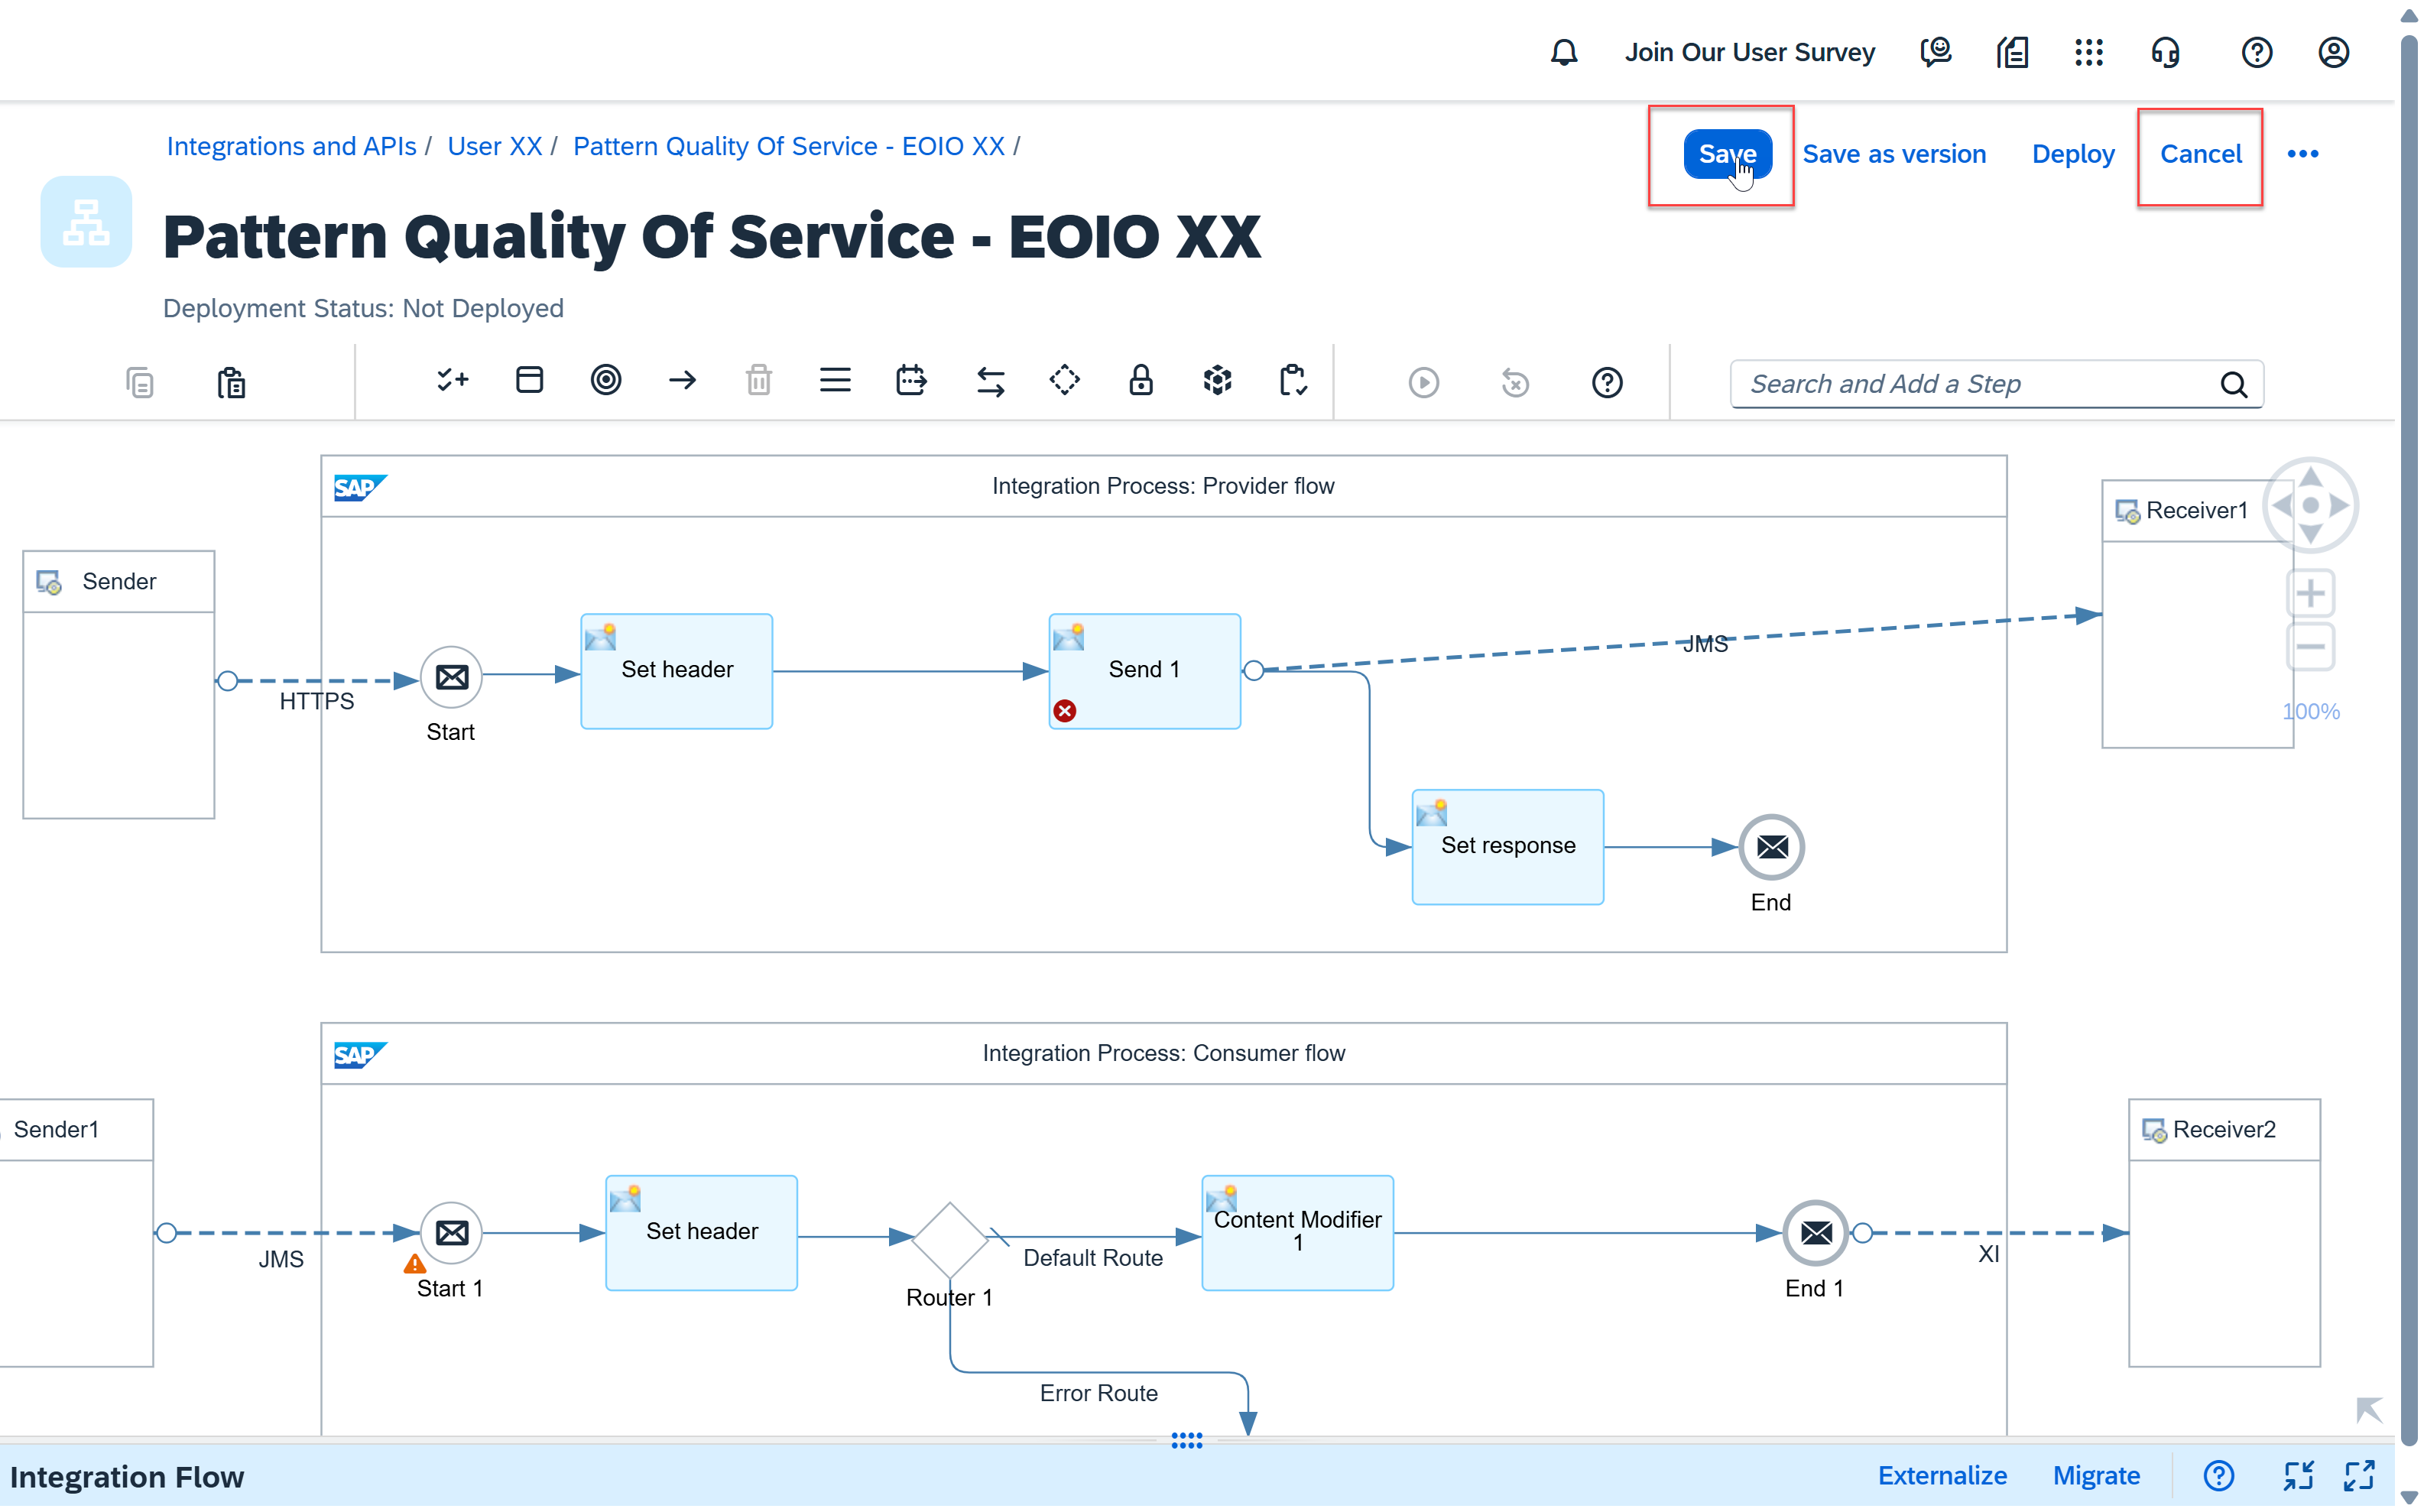 Join Our User Survey
Integrations and APIs / User XX / Pattern Quality Of Service - EOIO XX /
Save
Save as version
Deploy
Cancel
Pattern Quality Of Service - EOIO XX
Deployment Status: Not Deployed
Search and Add a Step
SAP
Integration Process: Provider flow
Receiver1
Sender
Set header
Send 1
JMS
HTTPS
Start
100%
Set response
End
SAP
Integration Process: Consumer flow
Sender1
Receiver2
Set header
Content Modifier
1
JMS
Default Route
XI
Start 1
Router 1
End 1
Error Route
Integration Flow
Externalize
Migrate